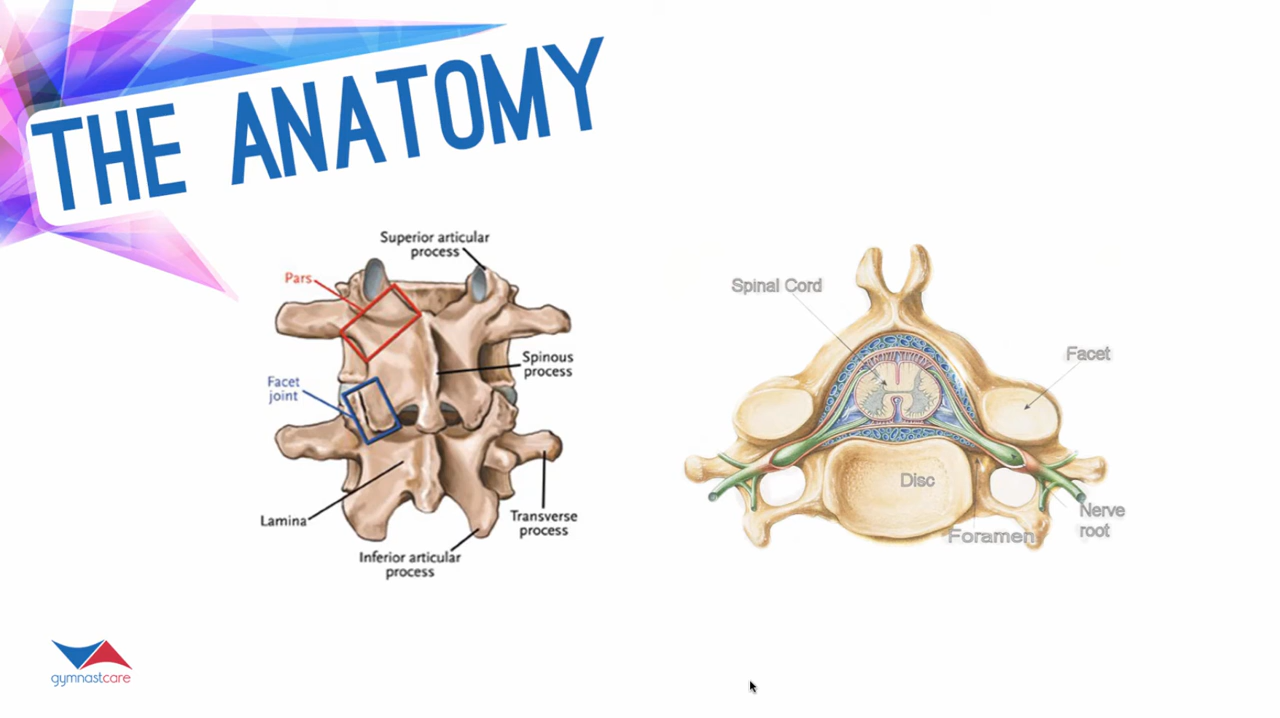 THE ANATOMY
Superior articular
process
Pars
Spinous
process
Facet
joint
Lamina
Transverse
process
Inferior articular
process
Spinal Cord
Facet
Disc
Foramen
Nerve
root
gymnastcare